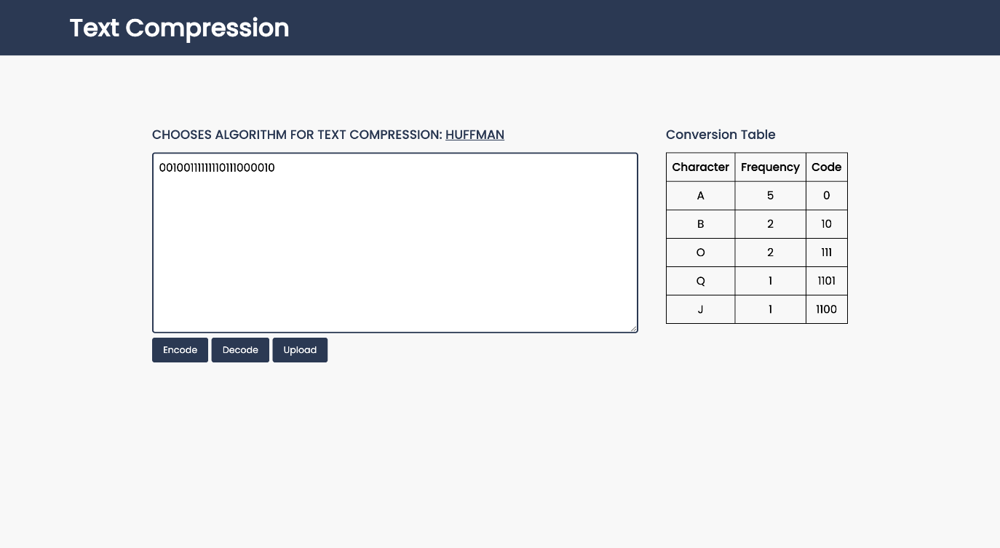 Text Compression
CHOOSES ALGORITHM FOR TEXT COMPRESSION: HUFFMAN
00100111111110111000010
Encode Decode Upload
Conversion Table
Character Frequency Code
A 5 0
B 2 10
O 2 111
Q 1 1101
J 1 1100